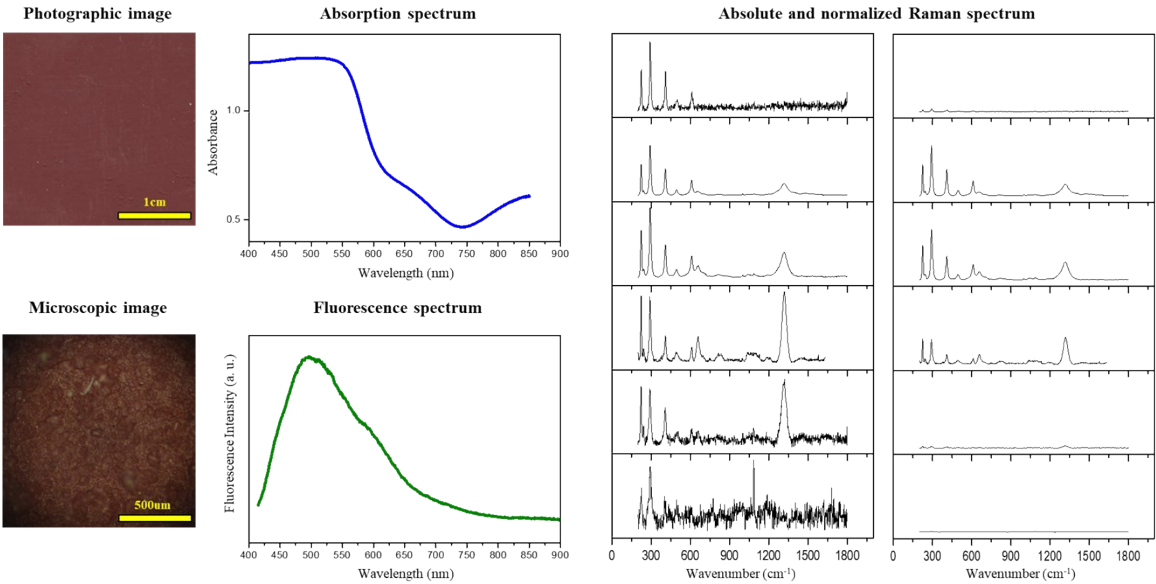 Photographic image
Absorption spectrum
Absolute and normalized Raman spectrum
1cm
Absorbance
1.0
0.5
400 450 500 550 600 650 700 750 800 850 900
Wavelength (nm)
Microscopic image
Fluorescence spectrum
500um
Fluorescence Intensity (a. u.)
400 450 500 550 600 650 700 750 800 850 900
Wavelength (nm)
300 600 900 1200 1500 1800
Wavenumber (cm-1)
300 600 900 1200 1500 1800
Wavenumber (cm-1)